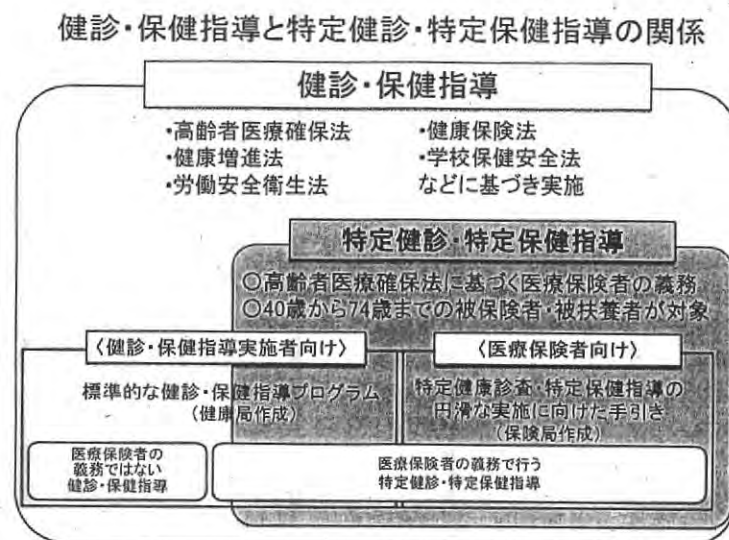 健診・保健指導と特定健診・特定保健指導の関係
健診・保健指導
・高齢者医療確保法
・健康増進法
・労働安全衛生法
・健康保険法
・学校保健安全法
などに基づき実施
特定健診・特定保健指導
○高齢者医療確保法に基づく医療保険者の義務
○40歳から74歳までの被保険者・被扶養者が対象
〈健診・保健指導実施者向け〉
標準的な健診・保健指導プログラム
(健康局作成)
〈医療保険者向け〉
特定健康診査・特定保健指導の
円滑な実施に向けた手引き
(保険局作成)
医療保険者の
義務ではない
健診・保健指導
医療保険者の義務で行う
特定健診・特定保健指導